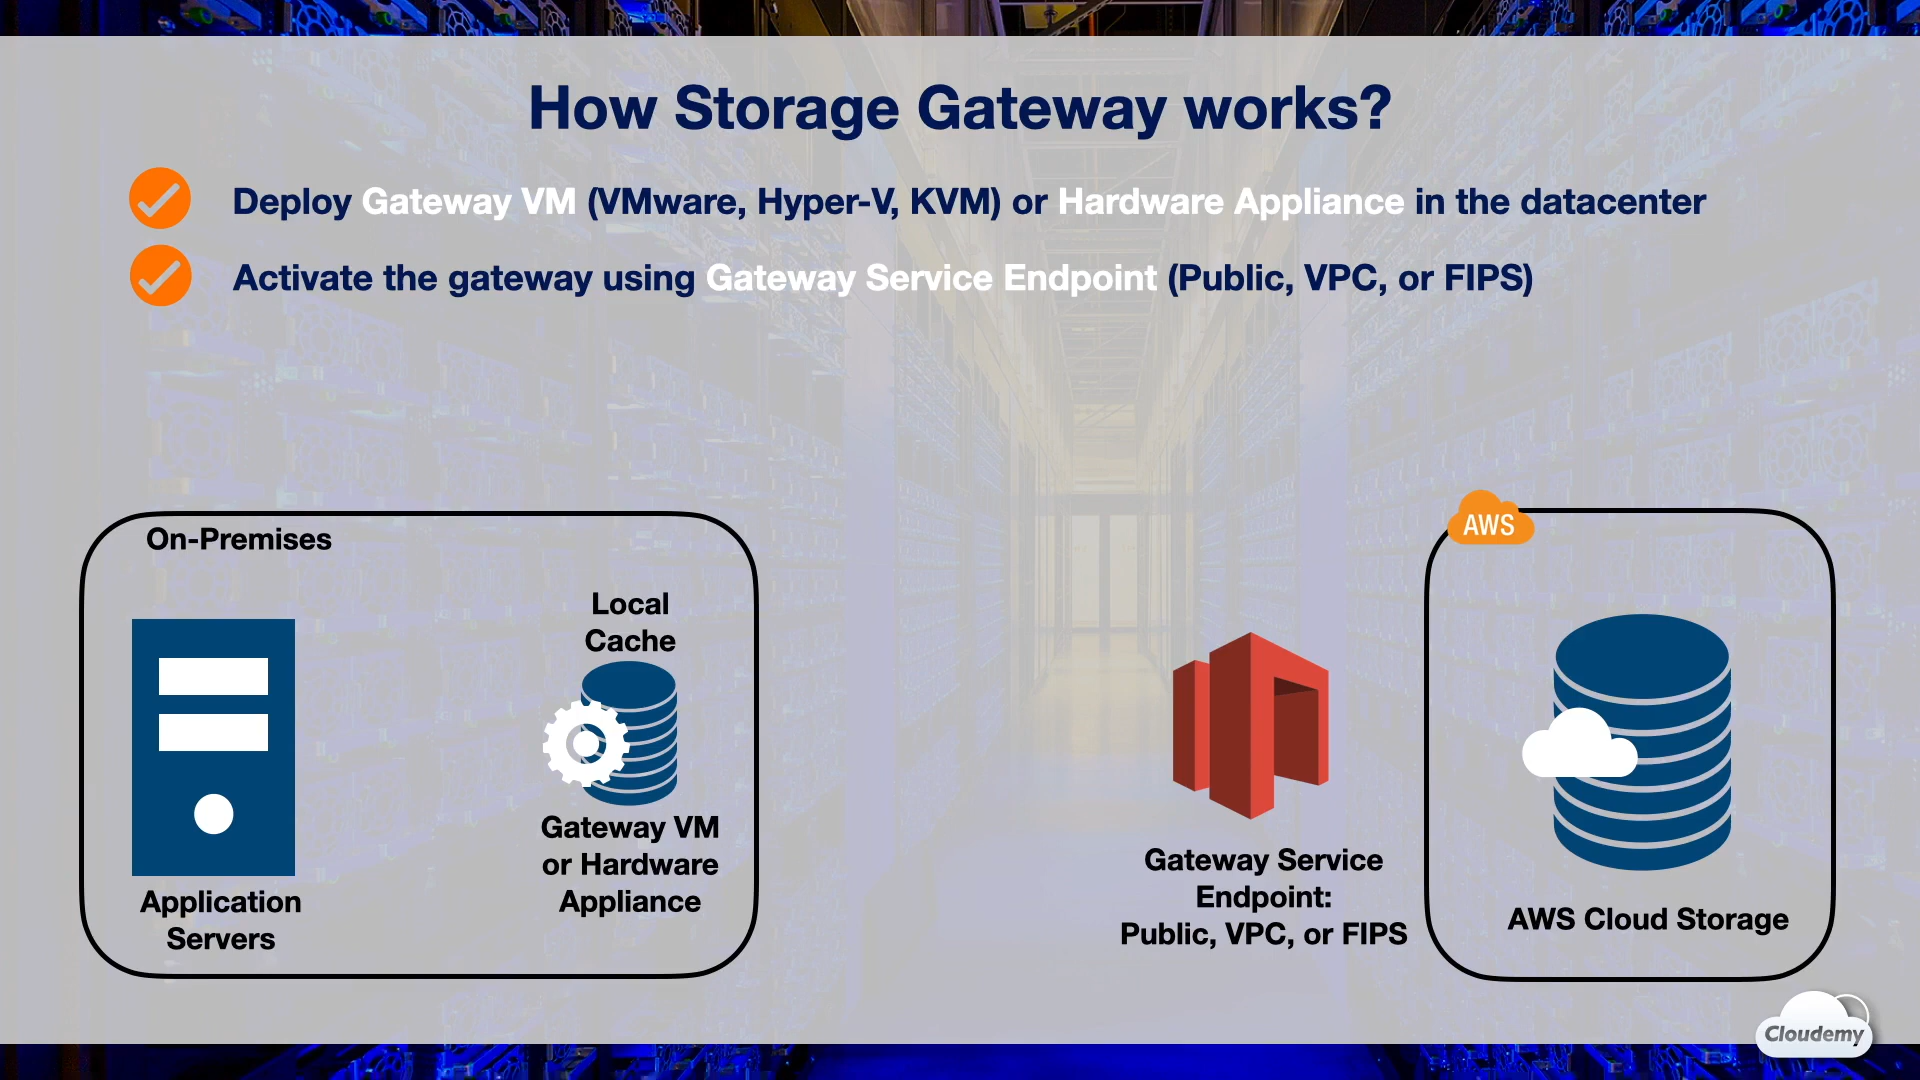 How Storage Gateway works?
Deploy Gateway VM (VMware, Hyper-V, KVM) or Hardware Appliance in the datacenter
Activate the gateway using Gateway Service Endpoint (Public, VPC, or FIPS)
On-Premises
Local
Cache
Gateway VM
or Hardware
Appliance
Application
Servers
Gateway Service
Endpoint:
Public, VPC, or FIPS
AWS
AWS Cloud Storage
Cloudemy